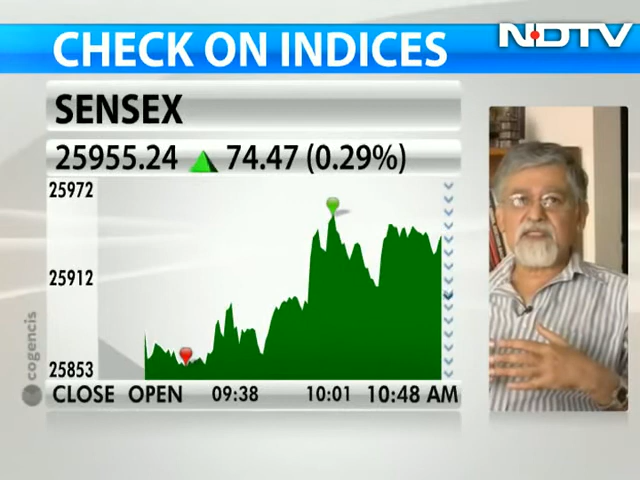 CHECK ON INDICES
NDTV
SENSEX
25955.24 74.47 (0.29%)
25972
25912
25853
cogencis
CLOSE OPEN 09:38 10:01 10:48 AM